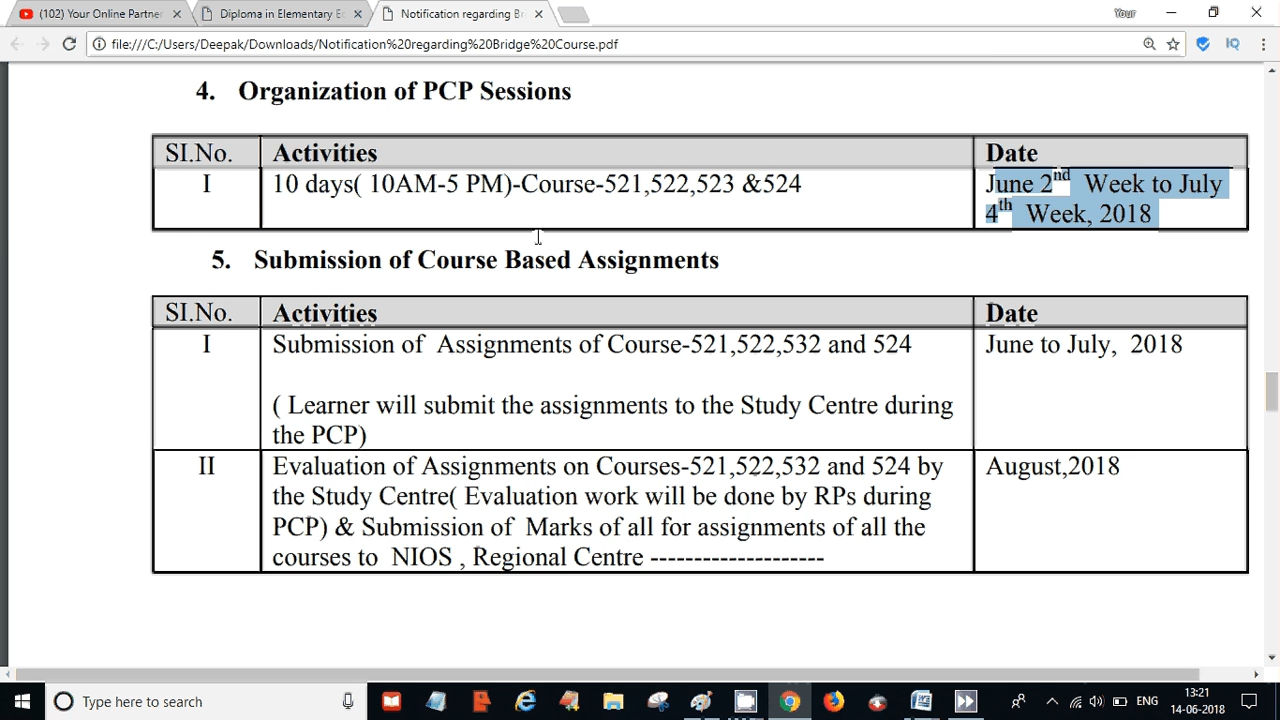 (102) Your Online Partner
Diploma in Elementary Ed
Notification regarding Br
Your
file:///C:/Users/Deepak/Downloads/Notification%20regarding%20Bridge%20Course.pdf
IQ
4. Organization of PCP Sessions
SI.No. Activities Date
I 10 days( 10AM-5 PM)-Course-521,522,523 &524 June 2nd Week to July
4th Week, 2018
5. Submission of Course Based Assignments
SI.No. Activities Date
I Submission of Assignments of Course-521,522,532 and 524 June to July, 2018
( Learner will submit the assignments to the Study Centre during
the PCP)
II Evaluation of Assignments on Courses-521,522,532 and 524 by August,2018
the Study Centre( Evaluation work will be done by RPs during
PCP) & Submission of Marks of all for assignments of all the
courses to NIOS , Regional Centre --------------------
Type here to search
ENG
13:21
14-06-2018